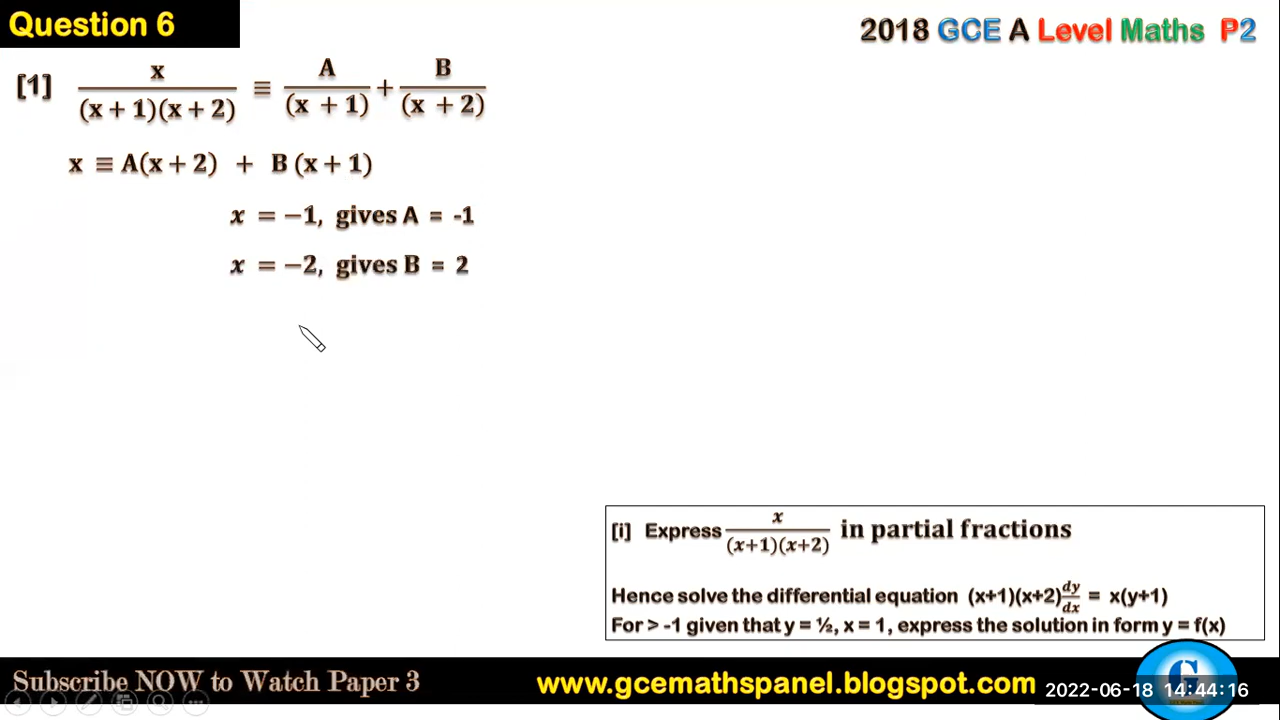 Question 6
2018 GCE A Level Maths P2
[1] x/((x + 1)(x + 2)) ≡ A/((x + 1)) + B/((x + 2))
x ≡ A(x + 2) + B (x + 1)
x = −1, gives A = -1
x = −2, gives B = 2
[i] Express x/((x+1)(x+2)) in partial fractions
Hence solve the differential equation (x+1)(x+2)dy/dx = x(y+1)
For > -1 given that y = ½, x = 1, express the solution in form y = f(x)
Subscribe NOW to Watch Paper 3
www.gcemathspanel.blogspot.com
G
2022-06-18 14:44:16